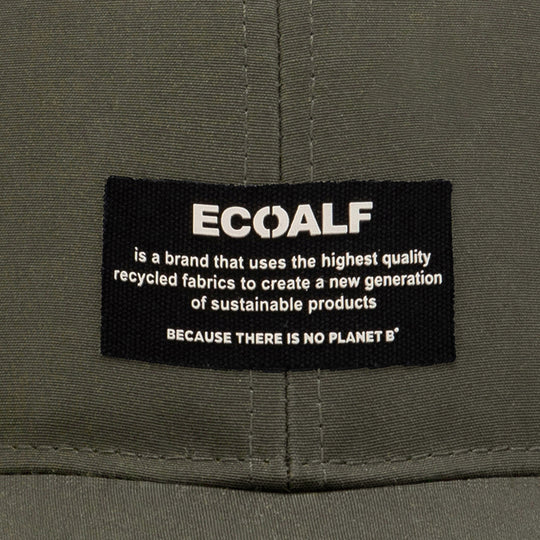 ECOALF
is a brand that uses the highest quality
recycled fabrics to create a new generation
of sustainable products
BECAUSE THERE IS NO PLANET B®